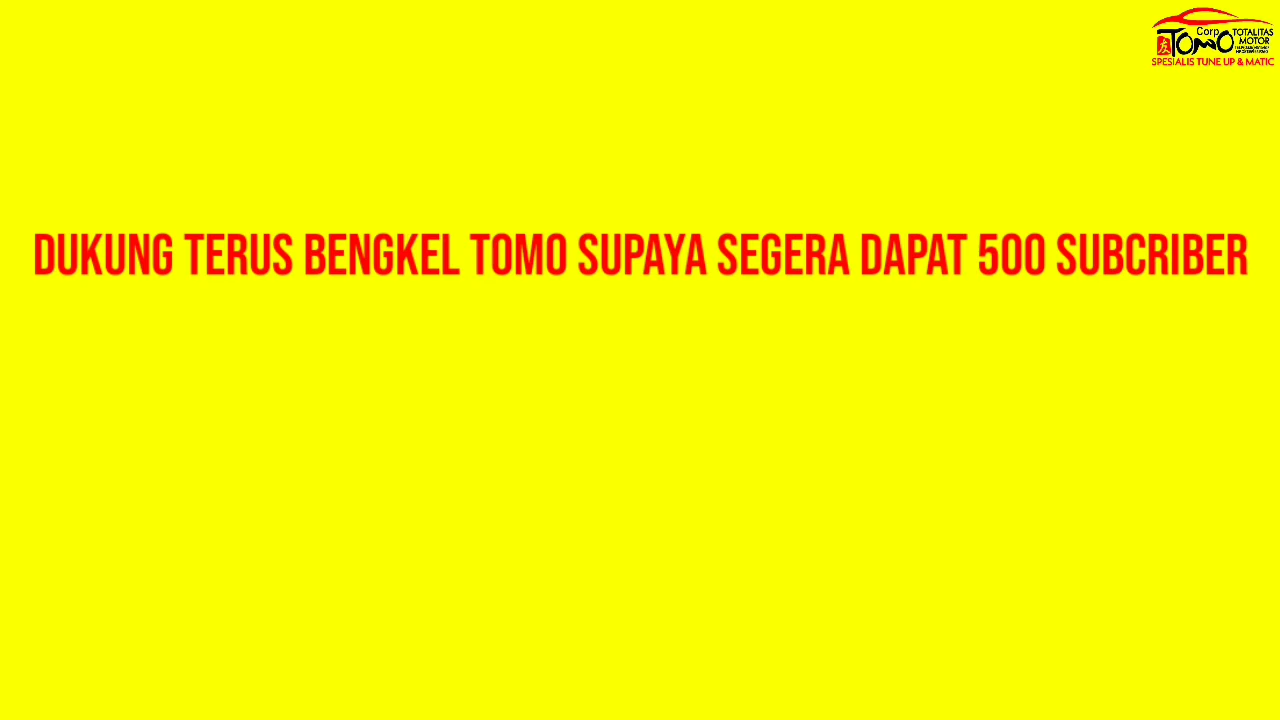 Corp
TOMO
TOTALITAS
MOTOR
SPESIALIS TUNE UP & MATIC
DUKUNG TERUS BENGKEL TOMO SUPAYA SEGERA DAPAT 500 SUBCRIBER